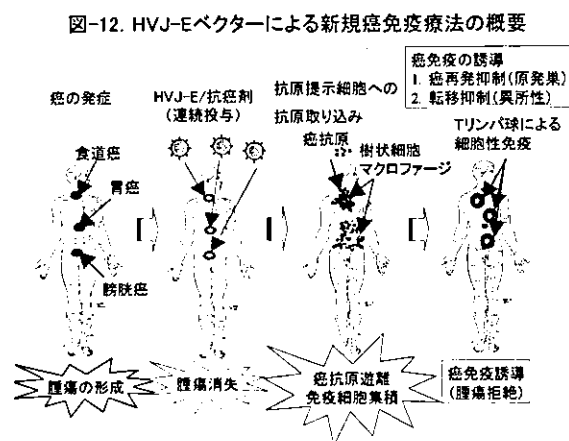 図-12. HVJ-Eベクターによる新規癌免疫療法の概要
癌の発症
食道癌
胃癌
膀胱癌
腫瘍の形成
HVJ-E/抗癌剤
(連続投与)
腫瘍消失
抗原提示細胞への
抗原取り込み
癌抗原
樹状細胞
マクロファージ
癌抗原遊離
免疫細胞集積
癌免疫の誘導
1. 癌再発抑制(原発巣)
2. 転移抑制(異所性)
Tリンパ球による
細胞性免疫
癌免疫誘導
(腫瘍拒絶)